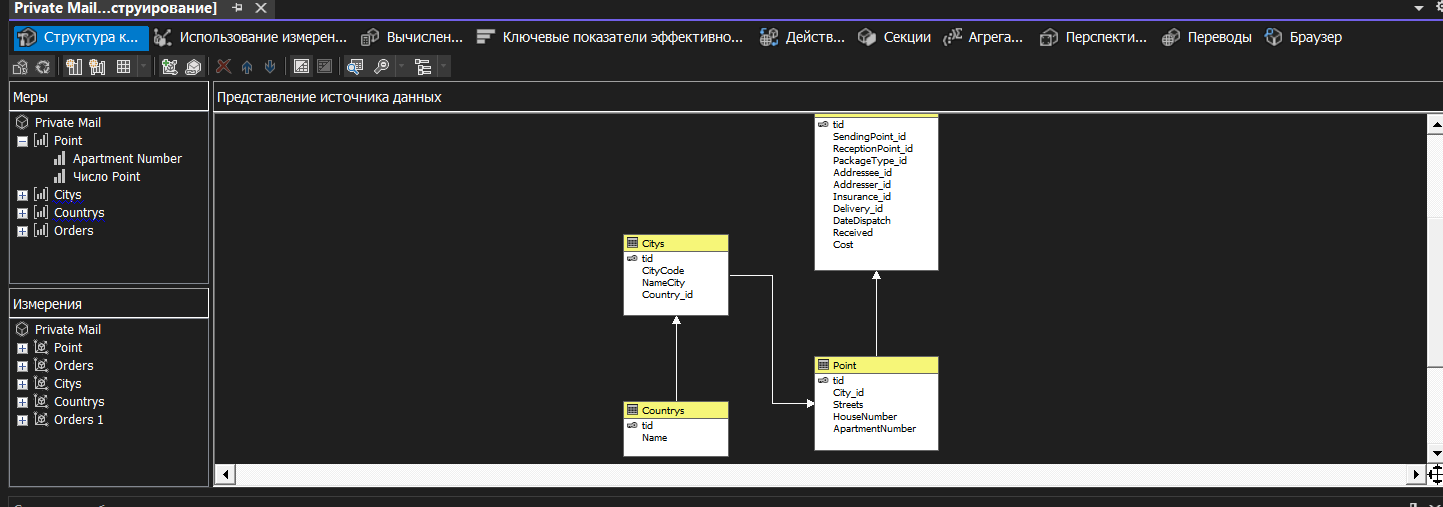 Private Mail...струирование]
Структура к...
Использование измерен...
Вычислен...
Ключевые показатели эффективно...
Действ...
Секции
Агрега...
Перспекти...
Переводы
Браузер
Меры
Private Mail
Point
Apartment Number
Число Point
Citys
Countrys
Orders
Измерения
Private Mail
Point
Orders
Citys
Countrys
Orders 1
Представление источника данных
tid
SendingPoint_id
ReceptionPoint_id
PackageType_id
Addressee_id
Addresser_id
Insurance_id
Delivery_id
DateDispatch
Received
Cost
Citys
tid
CityCode
NameCity
Country_id
Countrys
tid
Name
Point
tid
City_id
Streets
HouseNumber
ApartmentNumber